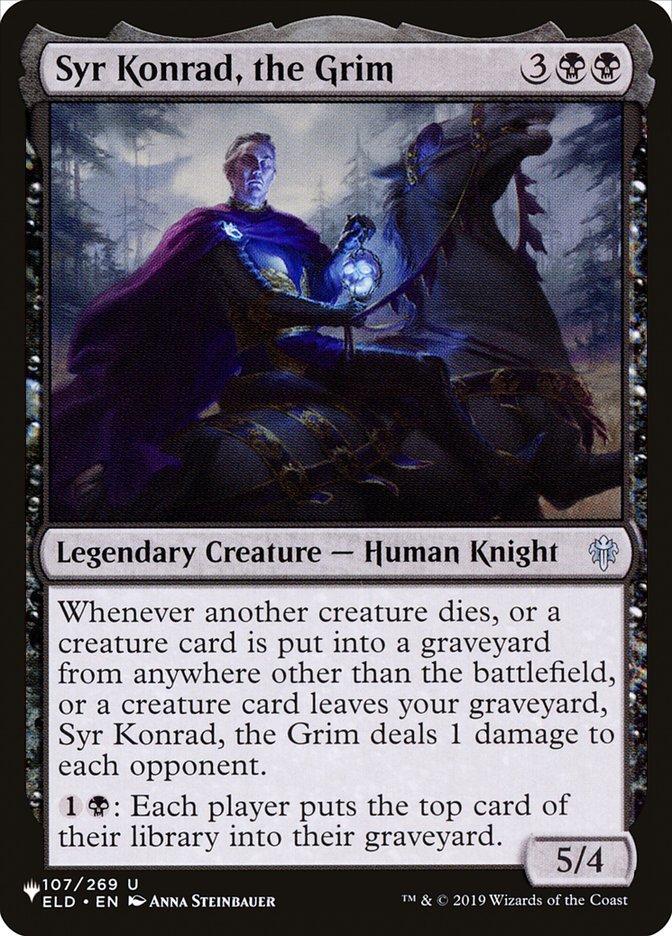 Syr Konrad, the Grim 3
Legendary Creature — Human Knight
Whenever another creature dies, or a
creature card is put into a graveyard
from anywhere other than the battlefield,
or a creature card leaves your graveyard,
Syr Konrad, the Grim deals 1 damage to
each opponent.
1 : Each player puts the top card of
their library into their graveyard.
5/4
107/269 U
ELD • EN Anna Steinbauer
™ & © 2019 Wizards of the Coast